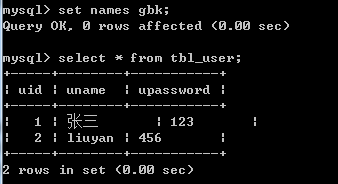 mysql> set names gbk;
Query OK, 0 rows affected (0.00 sec)
mysql> select * from tbl_user;
+------+--------+-----------+
| uid | uname | upassword |
+------+--------+-----------+
| 1 | 张三 | 123 |
| 2 | liuyan | 456 |
+------+--------+-----------+
2 rows in set (0.00 sec)